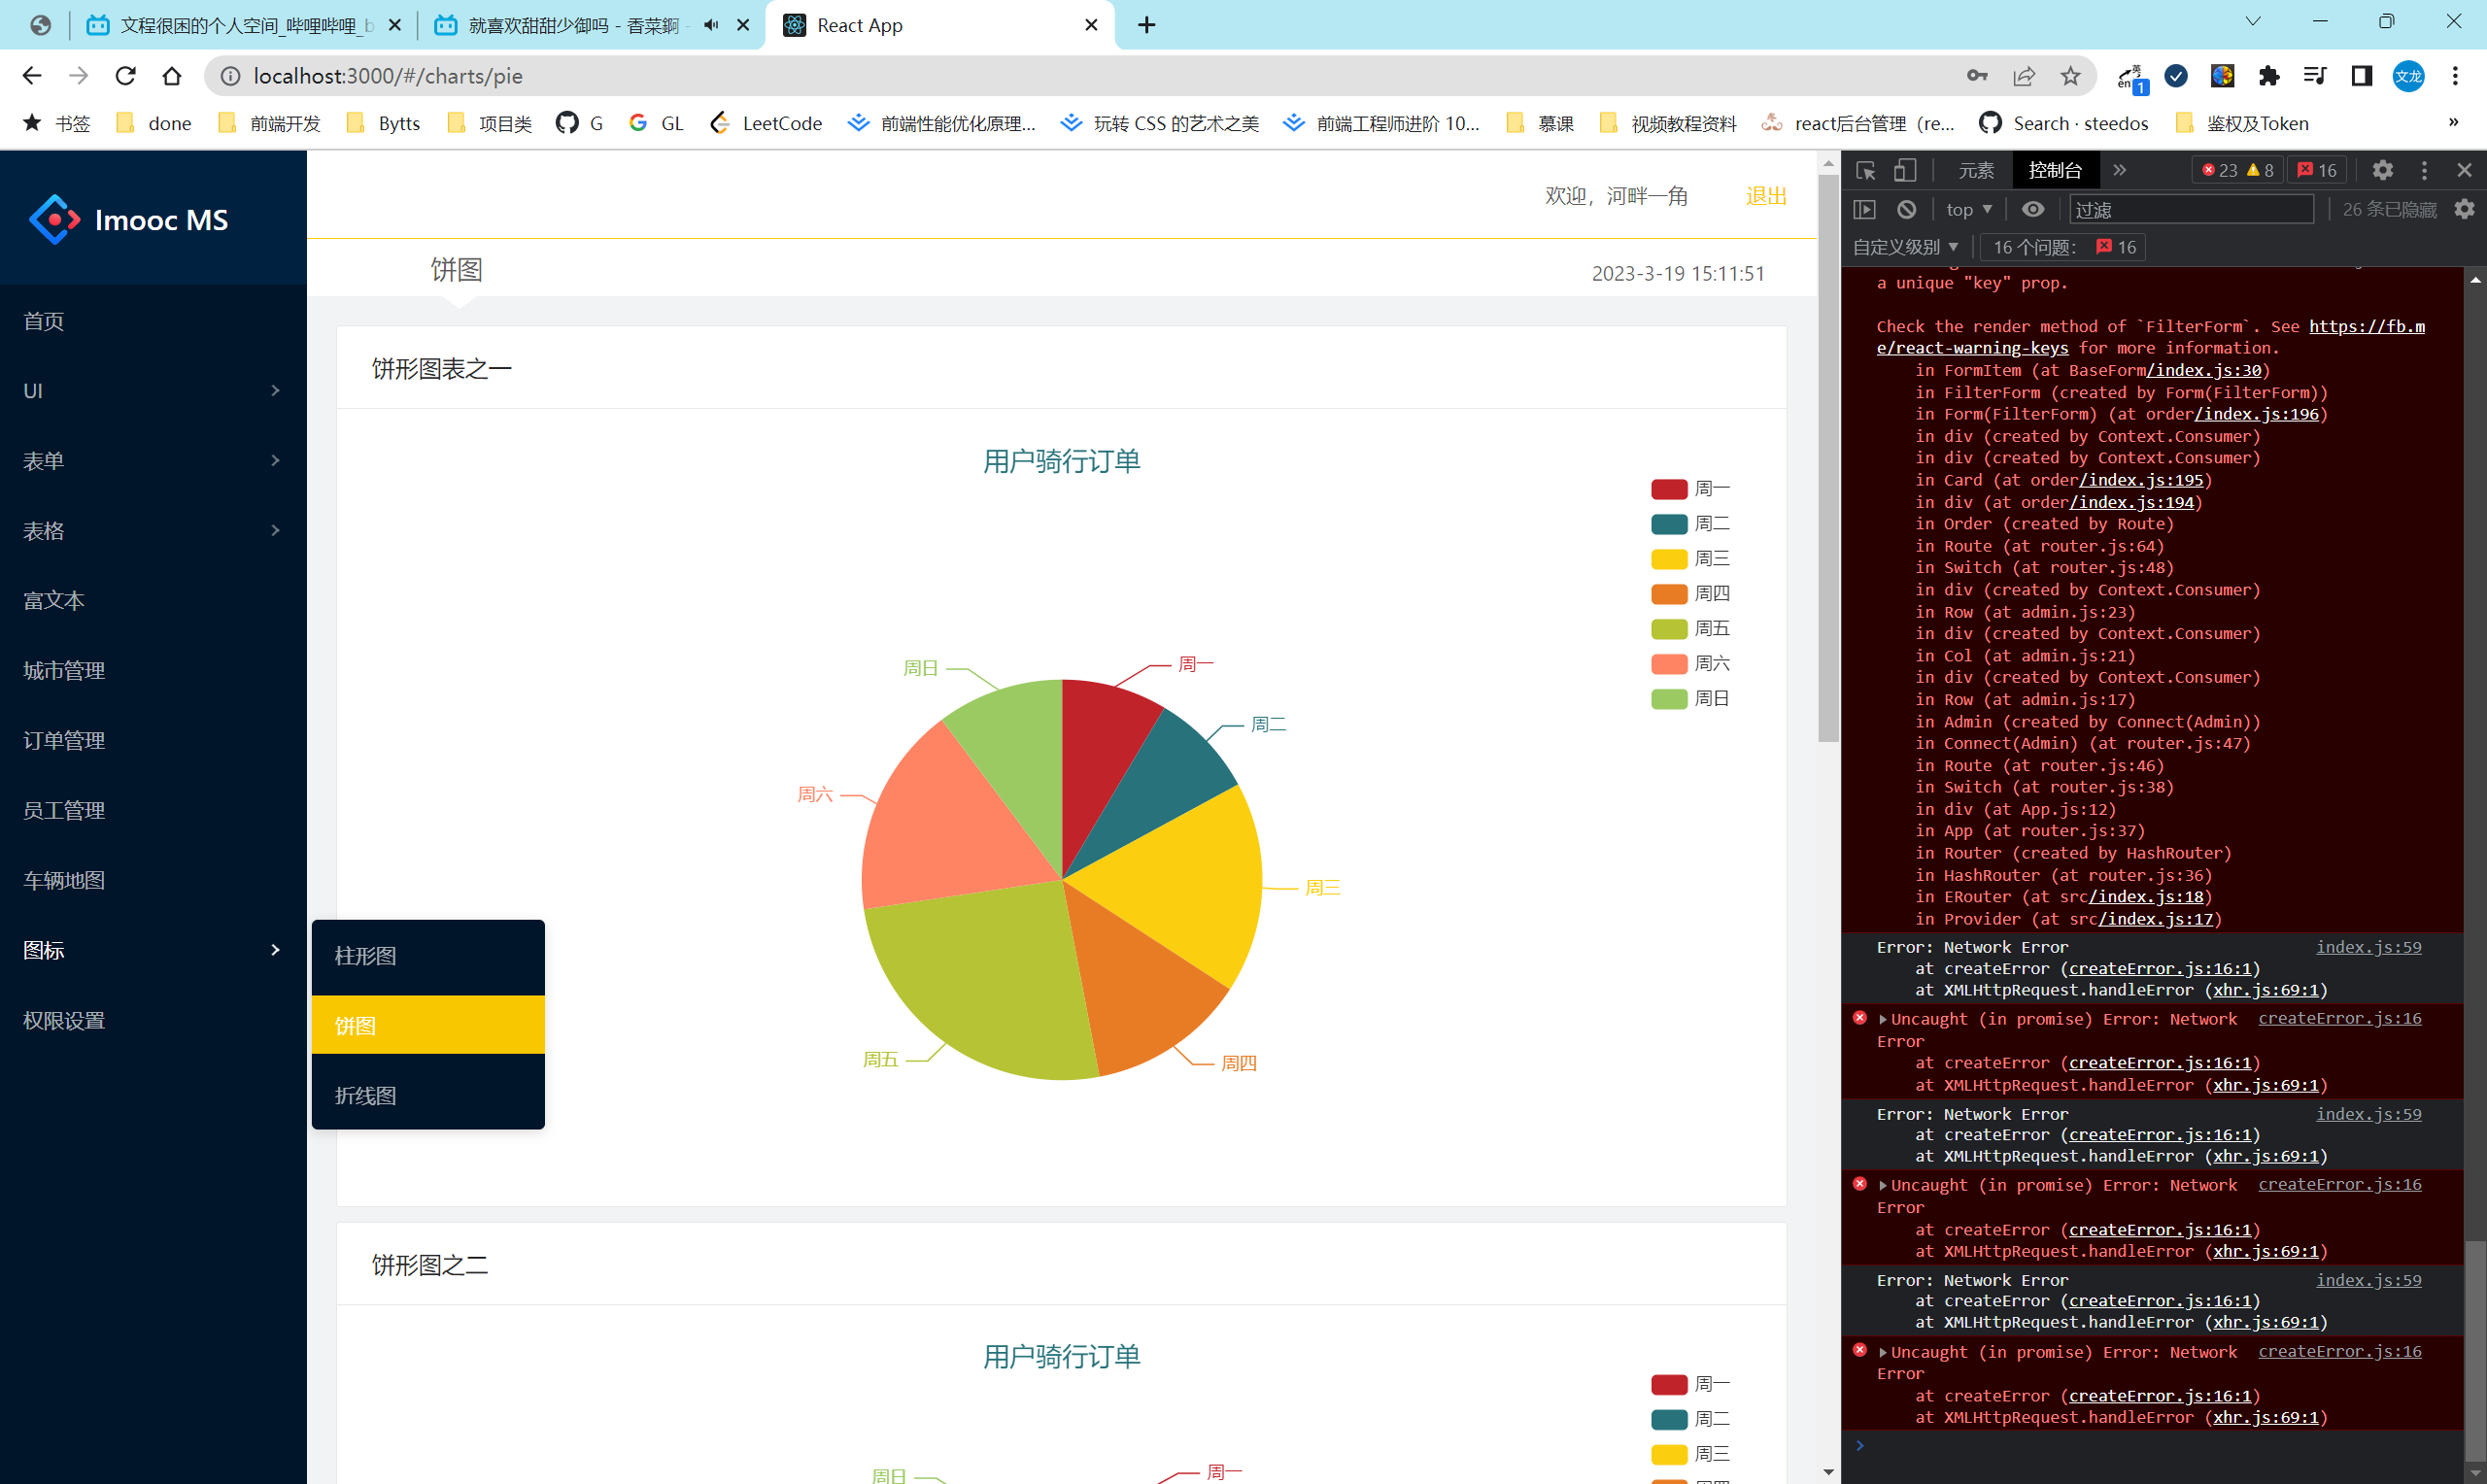 文程很困的个人空间_哔哩哔哩_b
就喜欢甜甜少御吗 - 香菜鋼
React App
localhost:3000/#/charts/pie
英
en
1
文龙
书签
done
前端开发
Bytts
项目类
G
GL
LeetCode
前端性能优化原理...
玩转 CSS 的艺术之美
前端工程师进阶 10...
慕课
视频教程资料
react后台管理（re...
Search · steedos
鉴权及Token
»
Imooc MS
首页
UI
表单
表格
富文本
城市管理
订单管理
员工管理
车辆地图
图标
权限设置
柱形图
饼图
折线图
欢迎，河畔一角
退出
饼图
2023-3-19 15:11:51
饼形图表之一
用户骑行订单
周一
周二
周三
周四
周五
周六
周日
周一
周二
周三
周四
周五
周六
周日
饼形图之二
用户骑行订单
周一
周二
周三
周日
周一
元素
控制台
23
8
16
top
过滤
26 条已隐藏
自定义级别
16 个问题：
16
a unique "key" prop.
Check the render method of `FilterForm`. See https://fb.m
e/react-warning-keys for more information.
in FormItem (at BaseForm/index.js:30)
in FilterForm (created by Form(FilterForm))
in Form(FilterForm) (at order/index.js:196)
in div (created by Context.Consumer)
in div (created by Context.Consumer)
in Card (at order/index.js:195)
in div (at order/index.js:194)
in Order (created by Route)
in Route (at router.js:64)
in Switch (at router.js:48)
in div (created by Context.Consumer)
in Row (at admin.js:23)
in div (created by Context.Consumer)
in Col (at admin.js:21)
in div (created by Context.Consumer)
in Row (at admin.js:17)
in Admin (created by Connect(Admin))
in Connect(Admin) (at router.js:47)
in Route (at router.js:46)
in Switch (at router.js:38)
in div (at App.js:12)
in App (at router.js:37)
in Router (created by HashRouter)
in HashRouter (at router.js:36)
in ERouter (at src/index.js:18)
in Provider (at src/index.js:17)
Error: Network Error index.js:59
at createError (createError.js:16:1)
at XMLHttpRequest.handleError (xhr.js:69:1)
Uncaught (in promise) Error: Network createError.js:16
Error
at createError (createError.js:16:1)
at XMLHttpRequest.handleError (xhr.js:69:1)
Error: Network Error index.js:59
at createError (createError.js:16:1)
at XMLHttpRequest.handleError (xhr.js:69:1)
Uncaught (in promise) Error: Network createError.js:16
Error
at createError (createError.js:16:1)
at XMLHttpRequest.handleError (xhr.js:69:1)
Error: Network Error index.js:59
at createError (createError.js:16:1)
at XMLHttpRequest.handleError (xhr.js:69:1)
Uncaught (in promise) Error: Network createError.js:16
Error
at createError (createError.js:16:1)
at XMLHttpRequest.handleError (xhr.js:69:1)